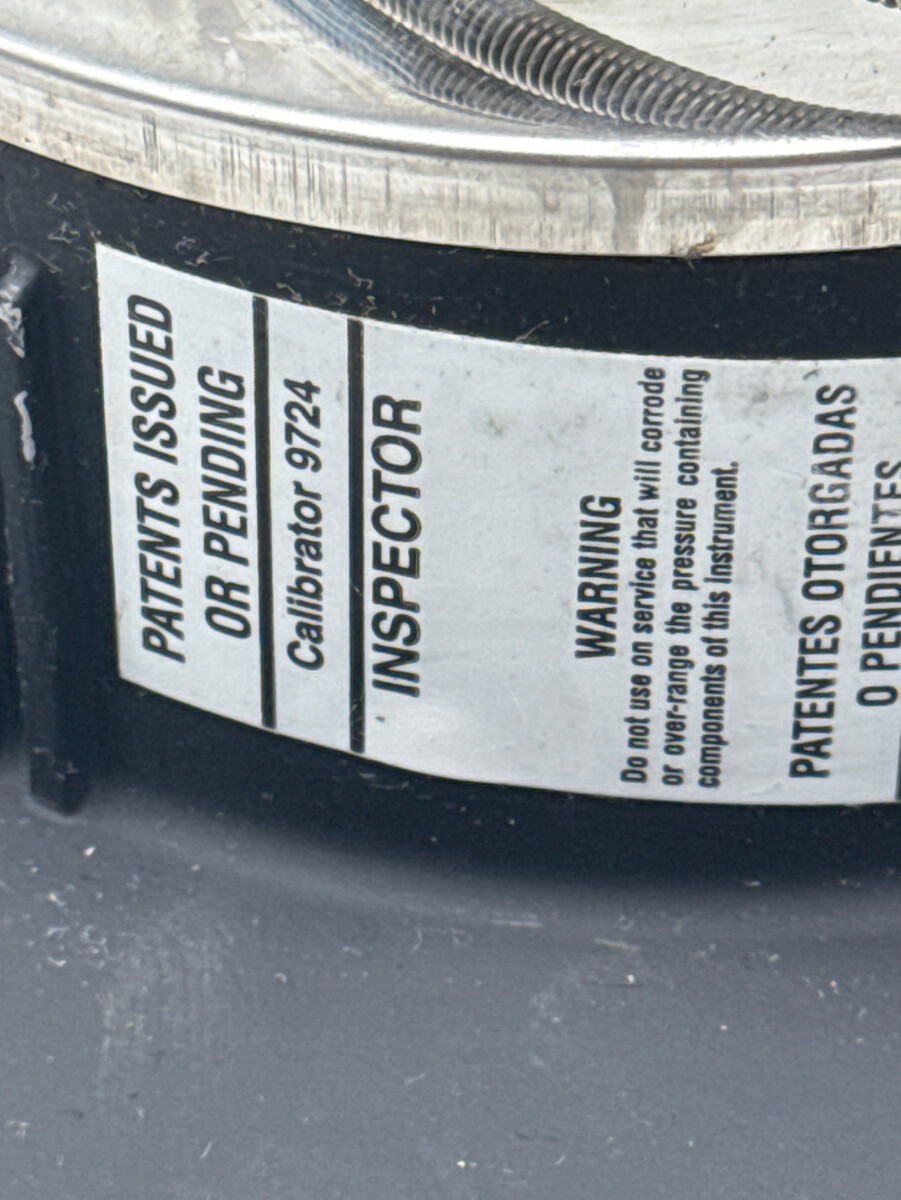 PATENTS ISSUED
OR PENDING
Calibrator 9724
INSPECTOR
WARNING
Do not use on service that will corrode
or over-range the pressure containing
components of this Instrument.
PATENTES OTORGADAS
O PENDIENTES